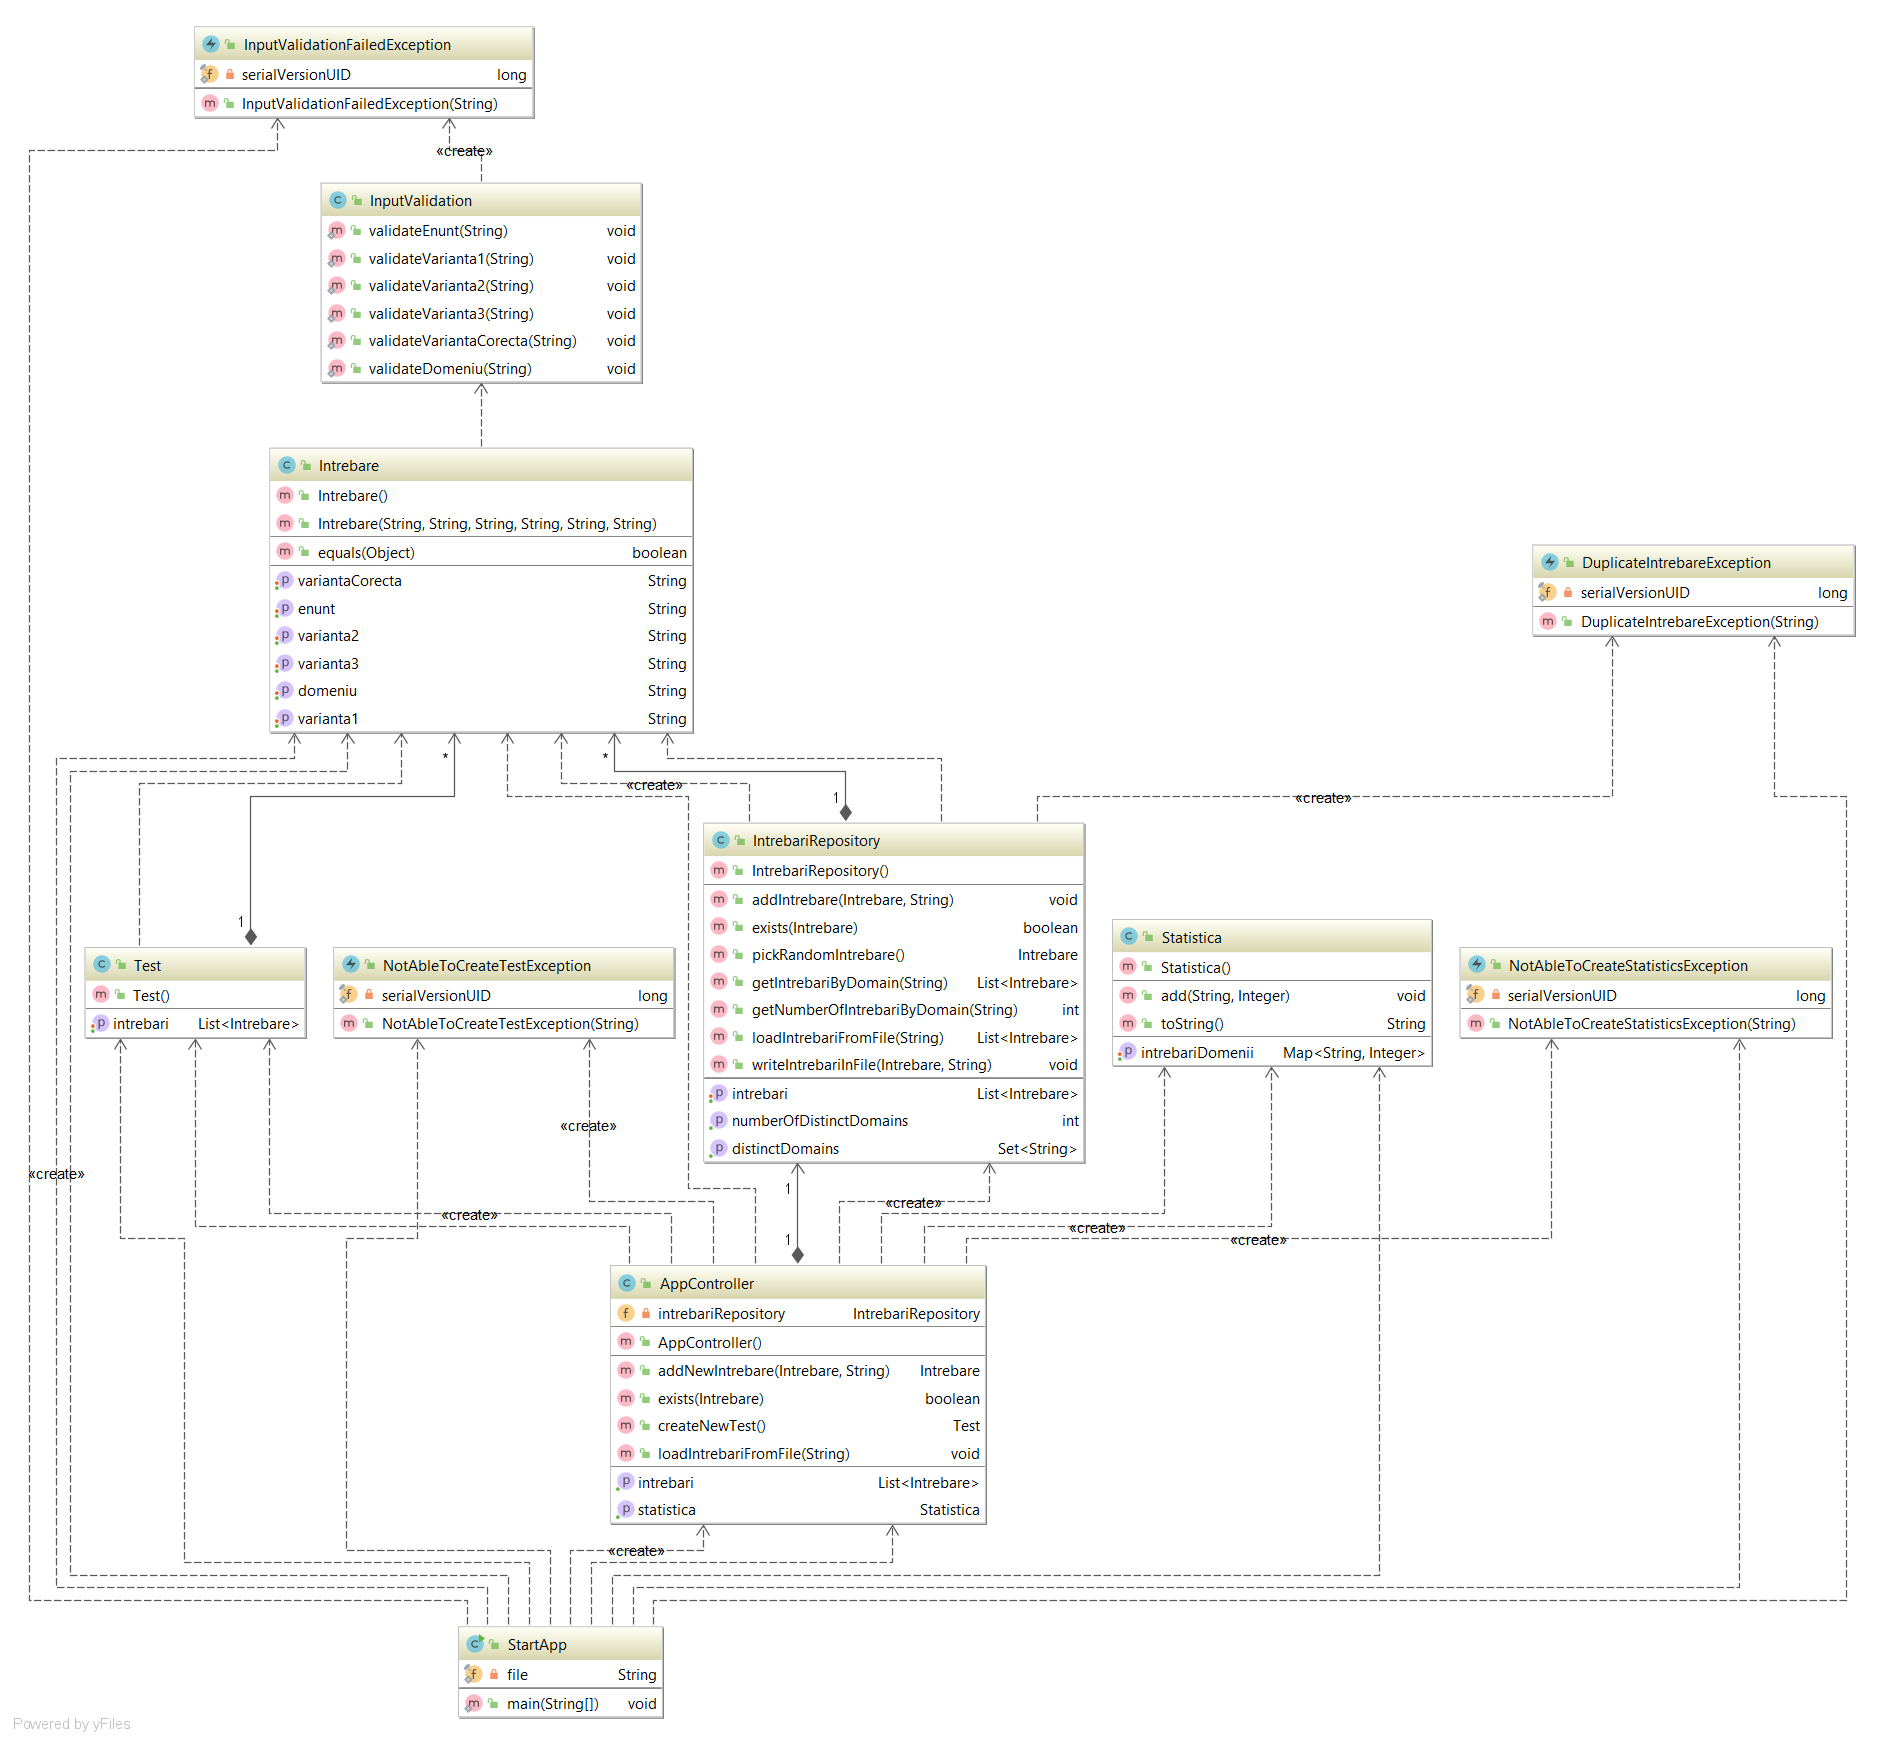 InputValidationFailedException
serialVersionUID long
InputValidationFailedException(String)
«create»
InputValidation
validateEnunt(String) void
validateVarianta1(String) void
validateVarianta2(String) void
validateVarianta3(String) void
validateVariantaCorecta(String) void
validateDomeniu(String) void
Intrebare
Intrebare()
Intrebare(String, String, String, String, String, String)
equals(Object) boolean
variantaCorecta String
enunt String
varianta2 String
varianta3 String
domeniu String
varianta1 String
DuplicateIntrebareException
serialVersionUID long
DuplicateIntrebareException(String)
*
*
«create»
1
«create»
1
IntrebariRepository
IntrebariRepository()
addIntrebare(Intrebare, String) void
exists(Intrebare) boolean
pickRandomIntrebare() Intrebare
getIntrebariByDomain(String) List<Intrebare>
getNumberOfIntrebariByDomain(String) int
loadIntrebariFromFile(String) List<Intrebare>
writeIntrebariInFile(Intrebare, String) void
intrebari List<Intrebare>
numberOfDistinctDomains int
distinctDomains Set<String>
Test
Test()
intrebari List<Intrebare>
NotAbleToCreateTestException
serialVersionUID long
NotAbleToCreateTestException(String)
Statistica
Statistica()
add(String, Integer) void
toString() String
intrebariDomenii Map<String, Integer>
NotAbleToCreateStatisticsException
serialVersionUID long
NotAbleToCreateStatisticsException(String)
«create»
«create»
1
«create»
«create»
«create»
1
«create»
AppController
intrebariRepository IntrebariRepository
AppController()
addNewIntrebare(Intrebare, String) Intrebare
exists(Intrebare) boolean
createNewTest() Test
loadIntrebariFromFile(String) void
intrebari List<Intrebare>
statistica Statistica
«create»
StartApp
file String
main(String[]) void
Powered by yFiles